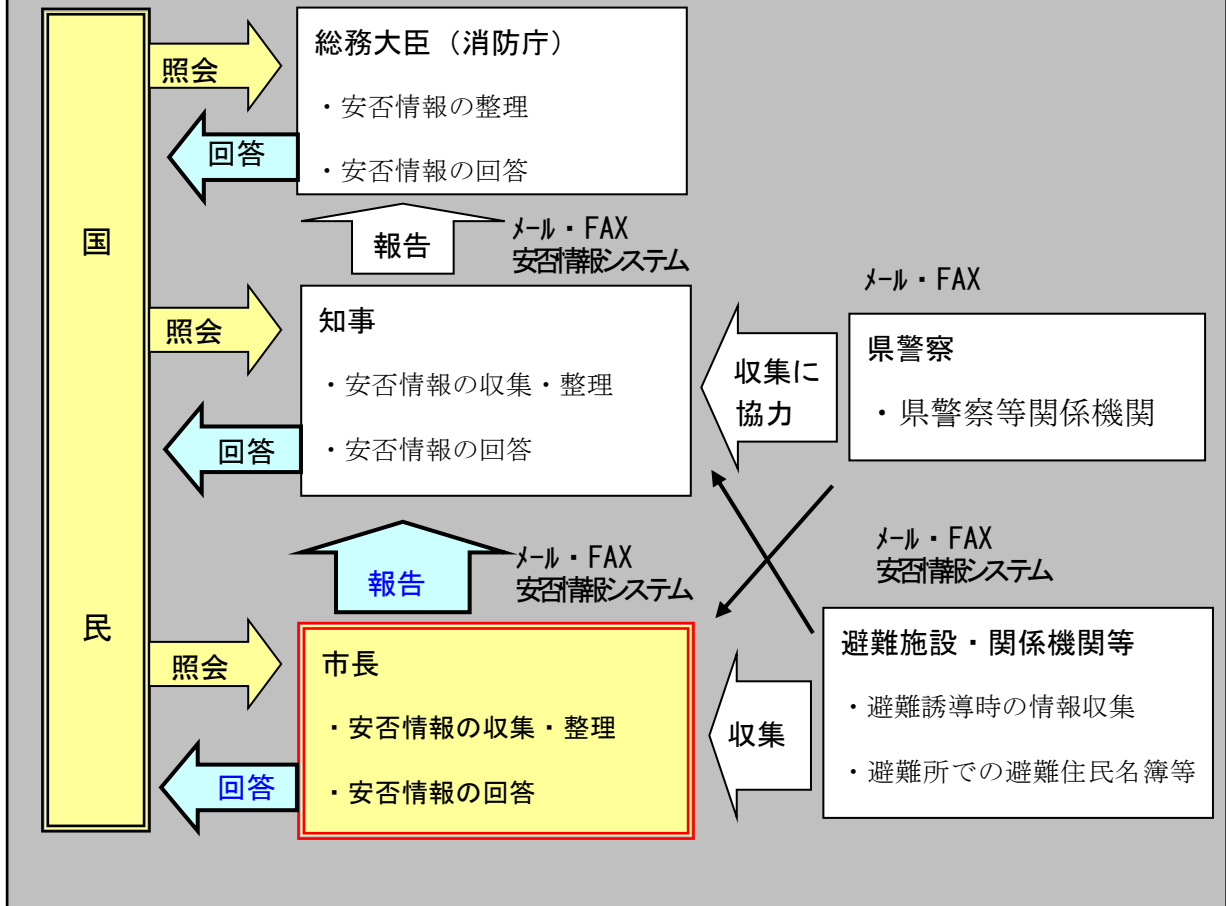 国
民
照会
回答
総務大臣（消防庁）
・安否情報の整理
・安否情報の回答
報告
メール・FAX
安否情報システム
照会
回答
知事
・安否情報の収集・整理
・安否情報の回答
収集に
協力
メール・FAX
県警察
・県警察等関係機関
報告
メール・FAX
安否情報システム
照会
回答
市長
・安否情報の収集・整理
・安否情報の回答
収集
メール・FAX
安否情報システム
避難施設・関係機関等
・避難誘導時の情報収集
・避難所での避難住民名簿等